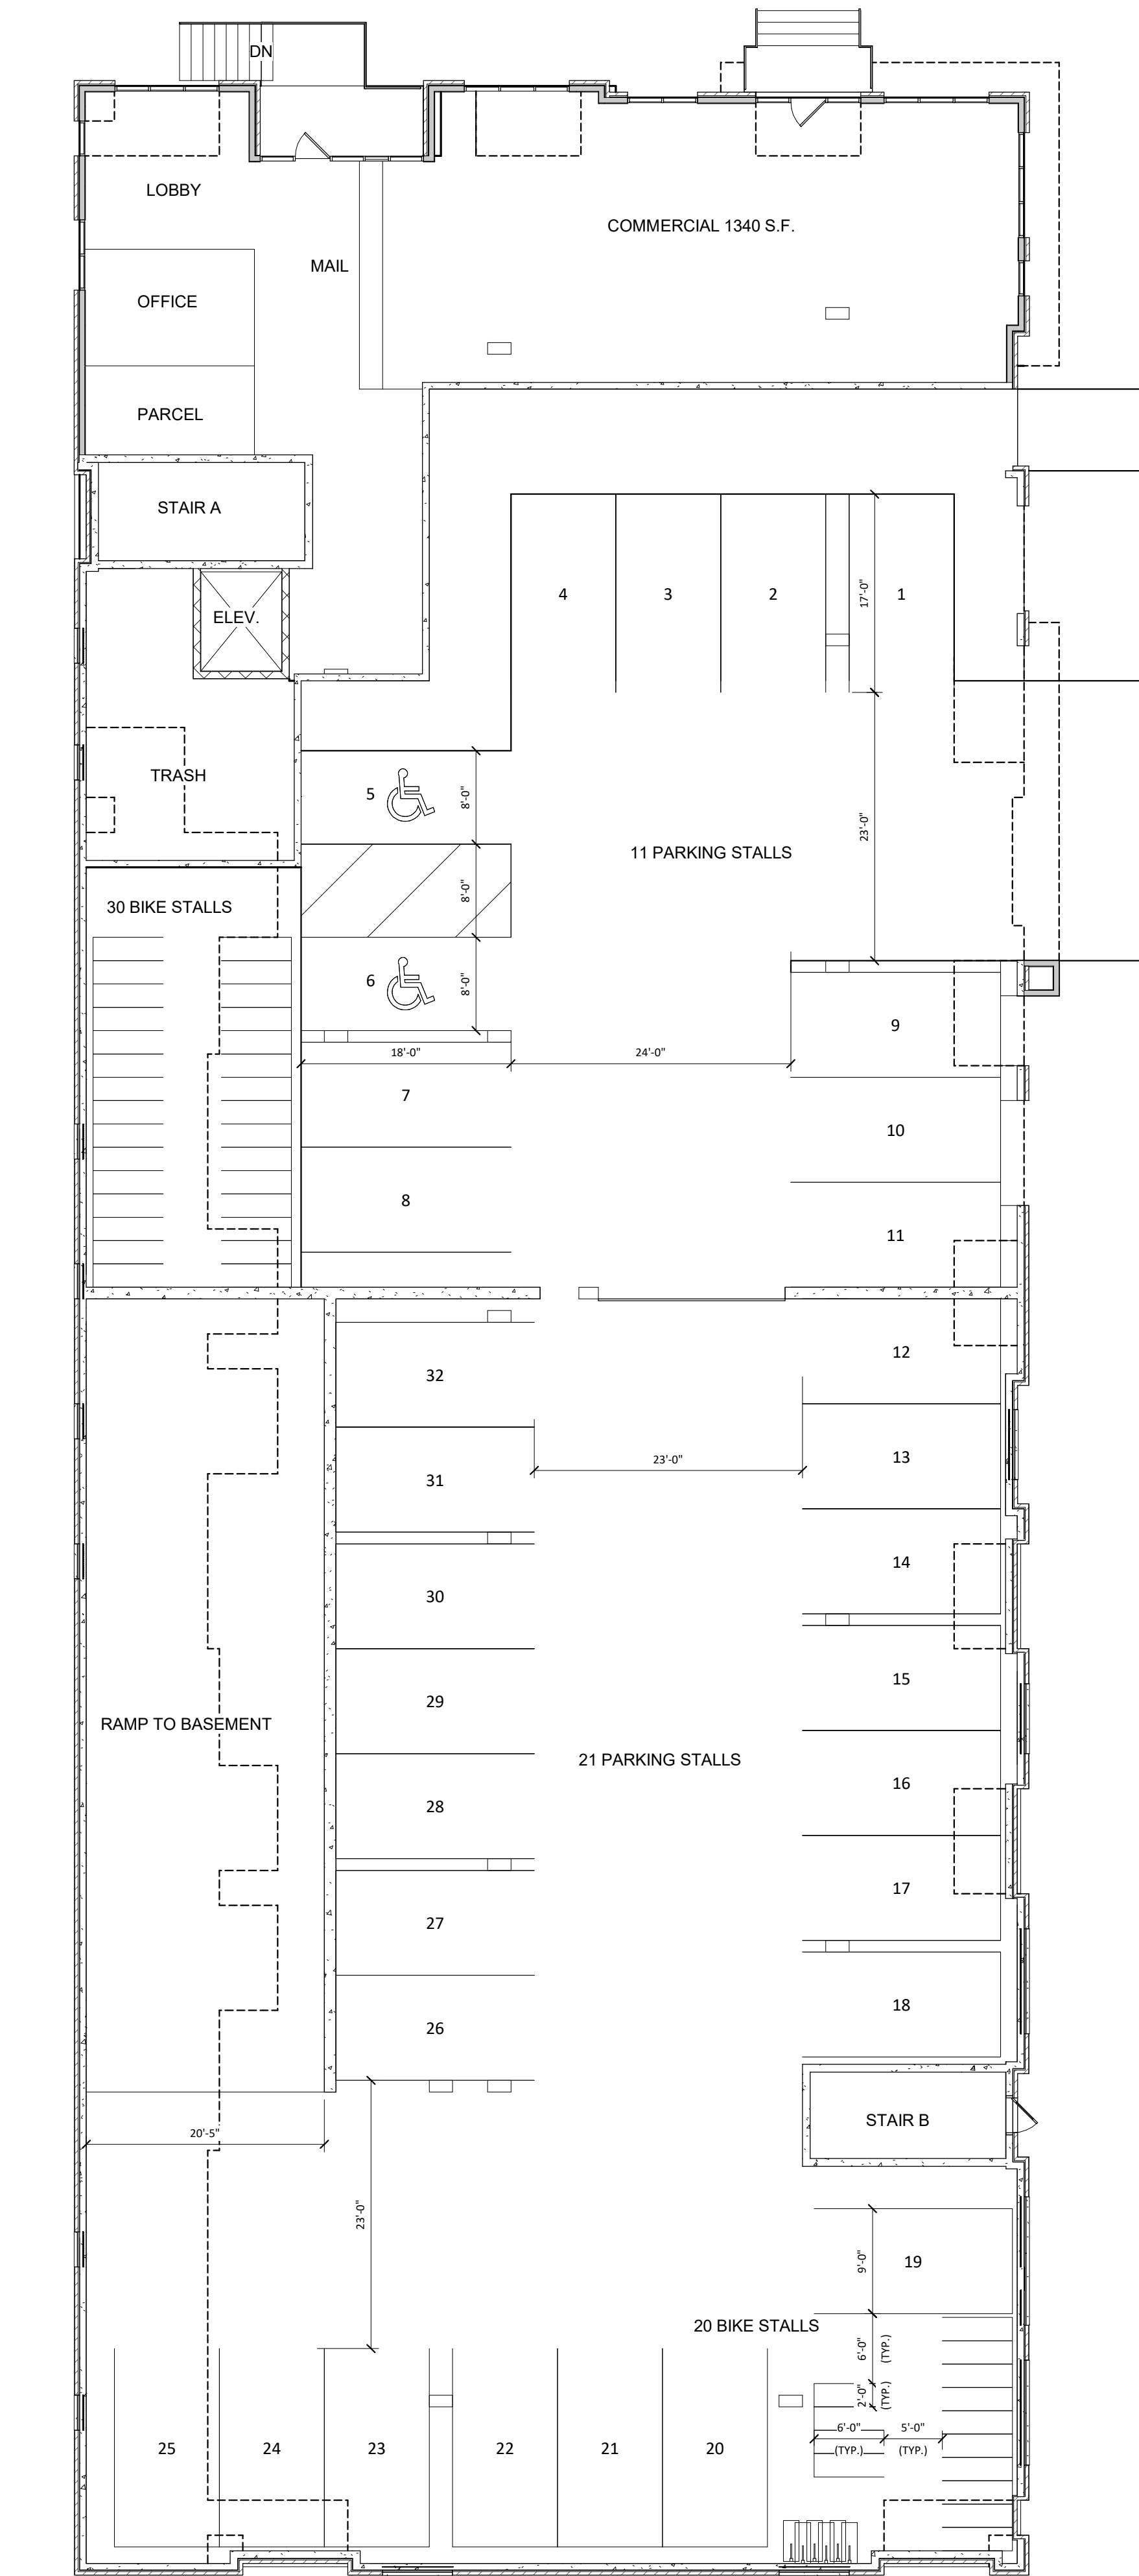 DN
LOBBY
COMMERCIAL 1340 S.F.
MAIL
OFFICE
PARCEL
STAIR A
ELEV.
4
3
2
17'-0"
1
TRASH
5
8'-0"
11 PARKING STALLS
23'-0"
30 BIKE STALLS
8'-0"
6
8'-0"
9
18'-0"
24'-0"
7
10
8
11
12
32
13
23'-0"
31
14
30
15
29
RAMP TO BASEMENT
21 PARKING STALLS
16
28
17
27
18
26
STAIR B
20'-5"
23'-0"
9'-0"
19
20 BIKE STALLS
6'-0"
(TYP.)
2'-0"
(TYP.)
6'-0"
(TYP.)
5'-0"
(TYP.)
25
24
23
22
21
20